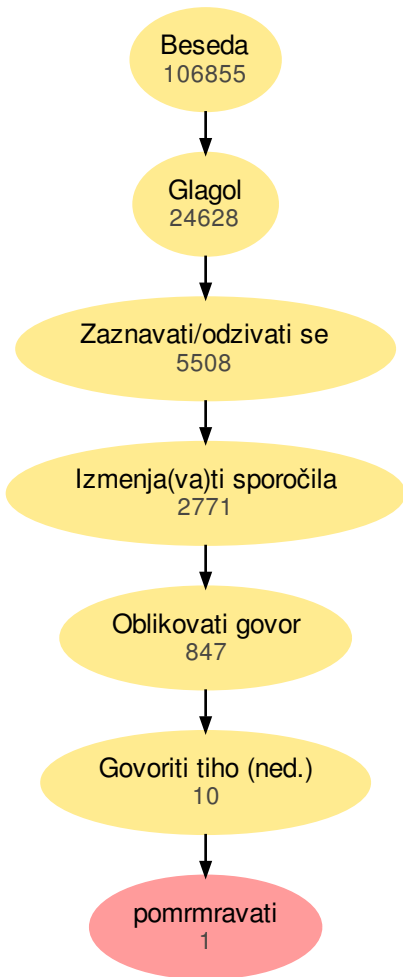 Beseda
106855
Glagol
24628
Zaznavati/odzivati se
5508
Izmenja(va)ti sporočila
2771
Oblikovati govor
847
Govoriti tiho (ned.)
10
pomrmravati
1